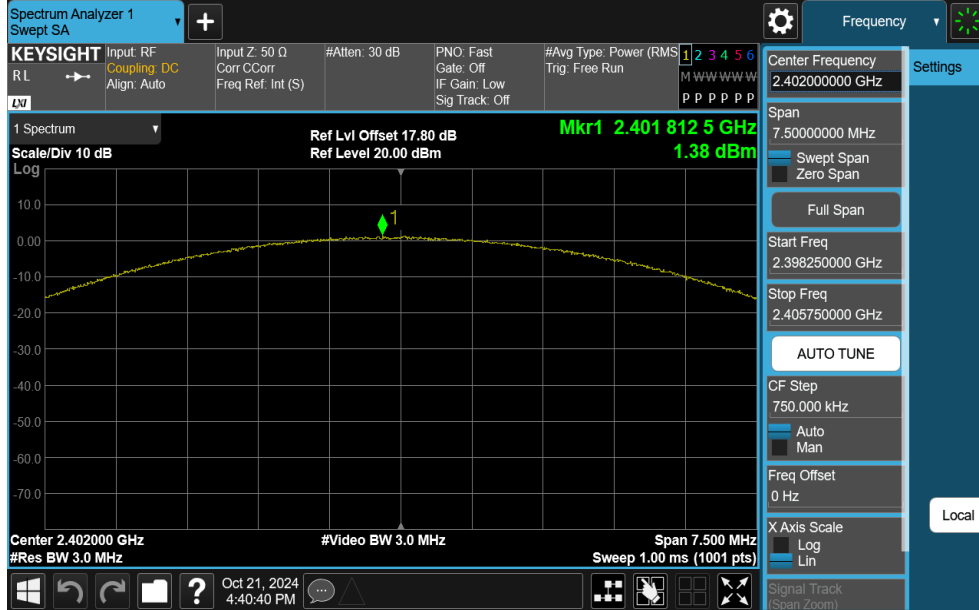 Spectrum Analyzer 1
Swept SA
+
Frequency
KEYSIGHT
RL
LXI
Input: RF
Coupling: DC
Align: Auto
Input Z: 50 Ω
Corr CCorr
Freq Ref: Int (S)
#Atten: 30 dB
PNO: Fast
Gate: Off
IF Gain: Low
Sig Track: Off
#Avg Type: Power (RMS
Trig: Free Run
1 2 3 4 5 6
M W W W W W
P P P P P P
1 Spectrum
Scale/Div 10 dB
Log
Ref Lvl Offset 17.80 dB
Ref Level 20.00 dBm
Mkr1 2.401 812 5 GHz
1.38 dBm
1
10.0
0.00
-10.0
-20.0
-30.0
-40.0
-50.0
-60.0
-70.0
Center 2.402000 GHz
#Res BW 3.0 MHz
#Video BW 3.0 MHz
Span 7.500 MHz
Sweep 1.00 ms (1001 pts)
?
Oct 21, 2024
4:40:40 PM
Center Frequency
2.402000000 GHz
Span
7.50000000 MHz
Swept Span
Zero Span
Full Span
Start Freq
2.398250000 GHz
Stop Freq
2.405750000 GHz
AUTO TUNE
CF Step
750.000 kHz
Auto
Man
Freq Offset
0 Hz
X Axis Scale
Log
Lin
Signal Track
(Span Zoom)
Settings
Local